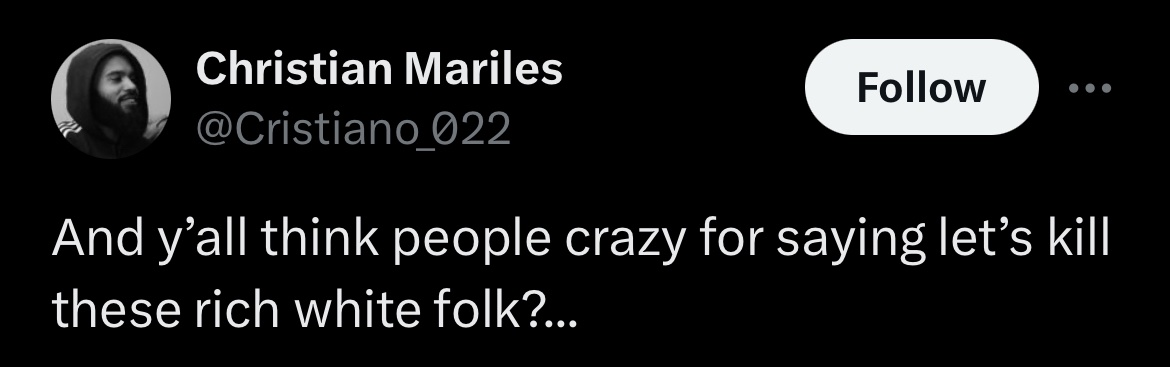 Christian Mariles
@Cristiano_022
Follow
And y’all think people crazy for saying let’s kill
these rich white folk?...